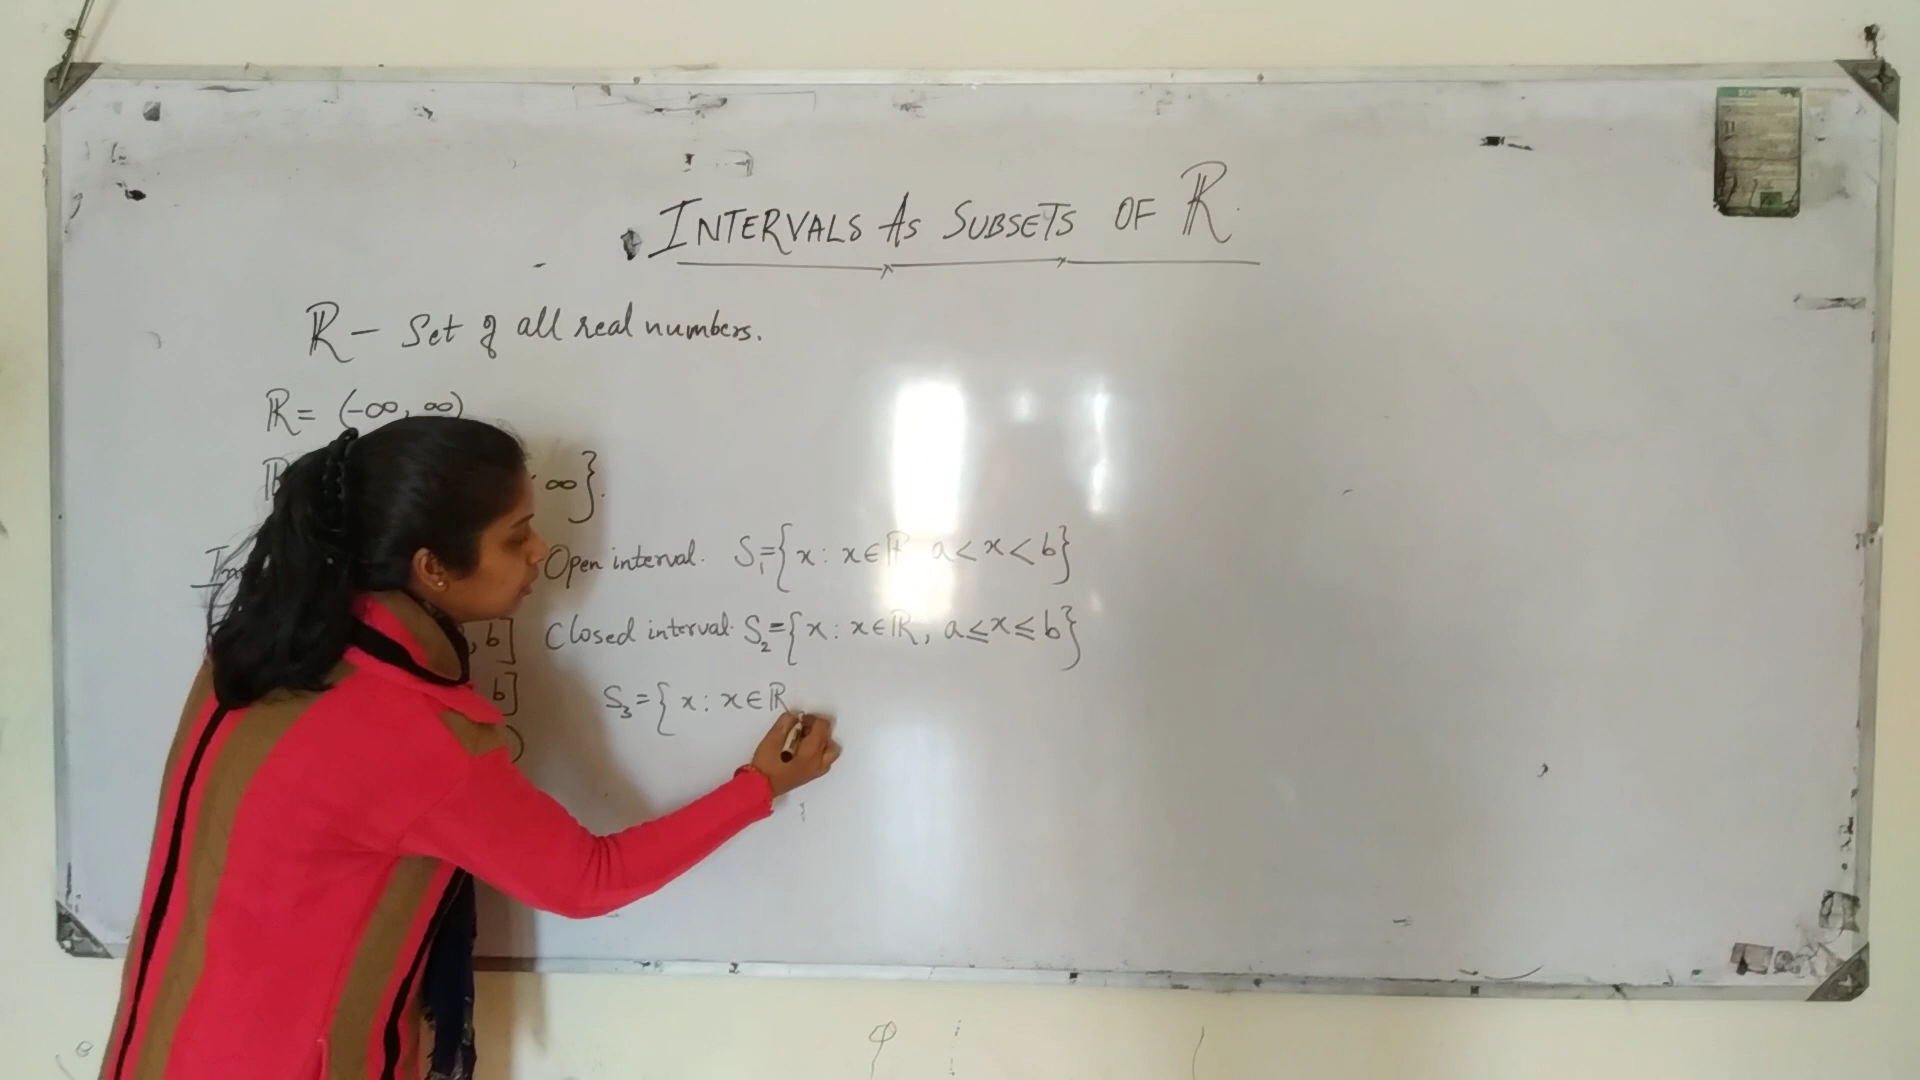 INTERVALS AS SUBSETS OF ℝ.
ℝ – Set of all real numbers.
ℝ = (-∞, ∞)
ℝ ∞}.
Open interval. S₁={x : x∈ℝ a<x<b}
, b] Closed interval. S₂={x : x∈ℝ, a≤x≤b}
b] S₃={x : x∈ℝ
)